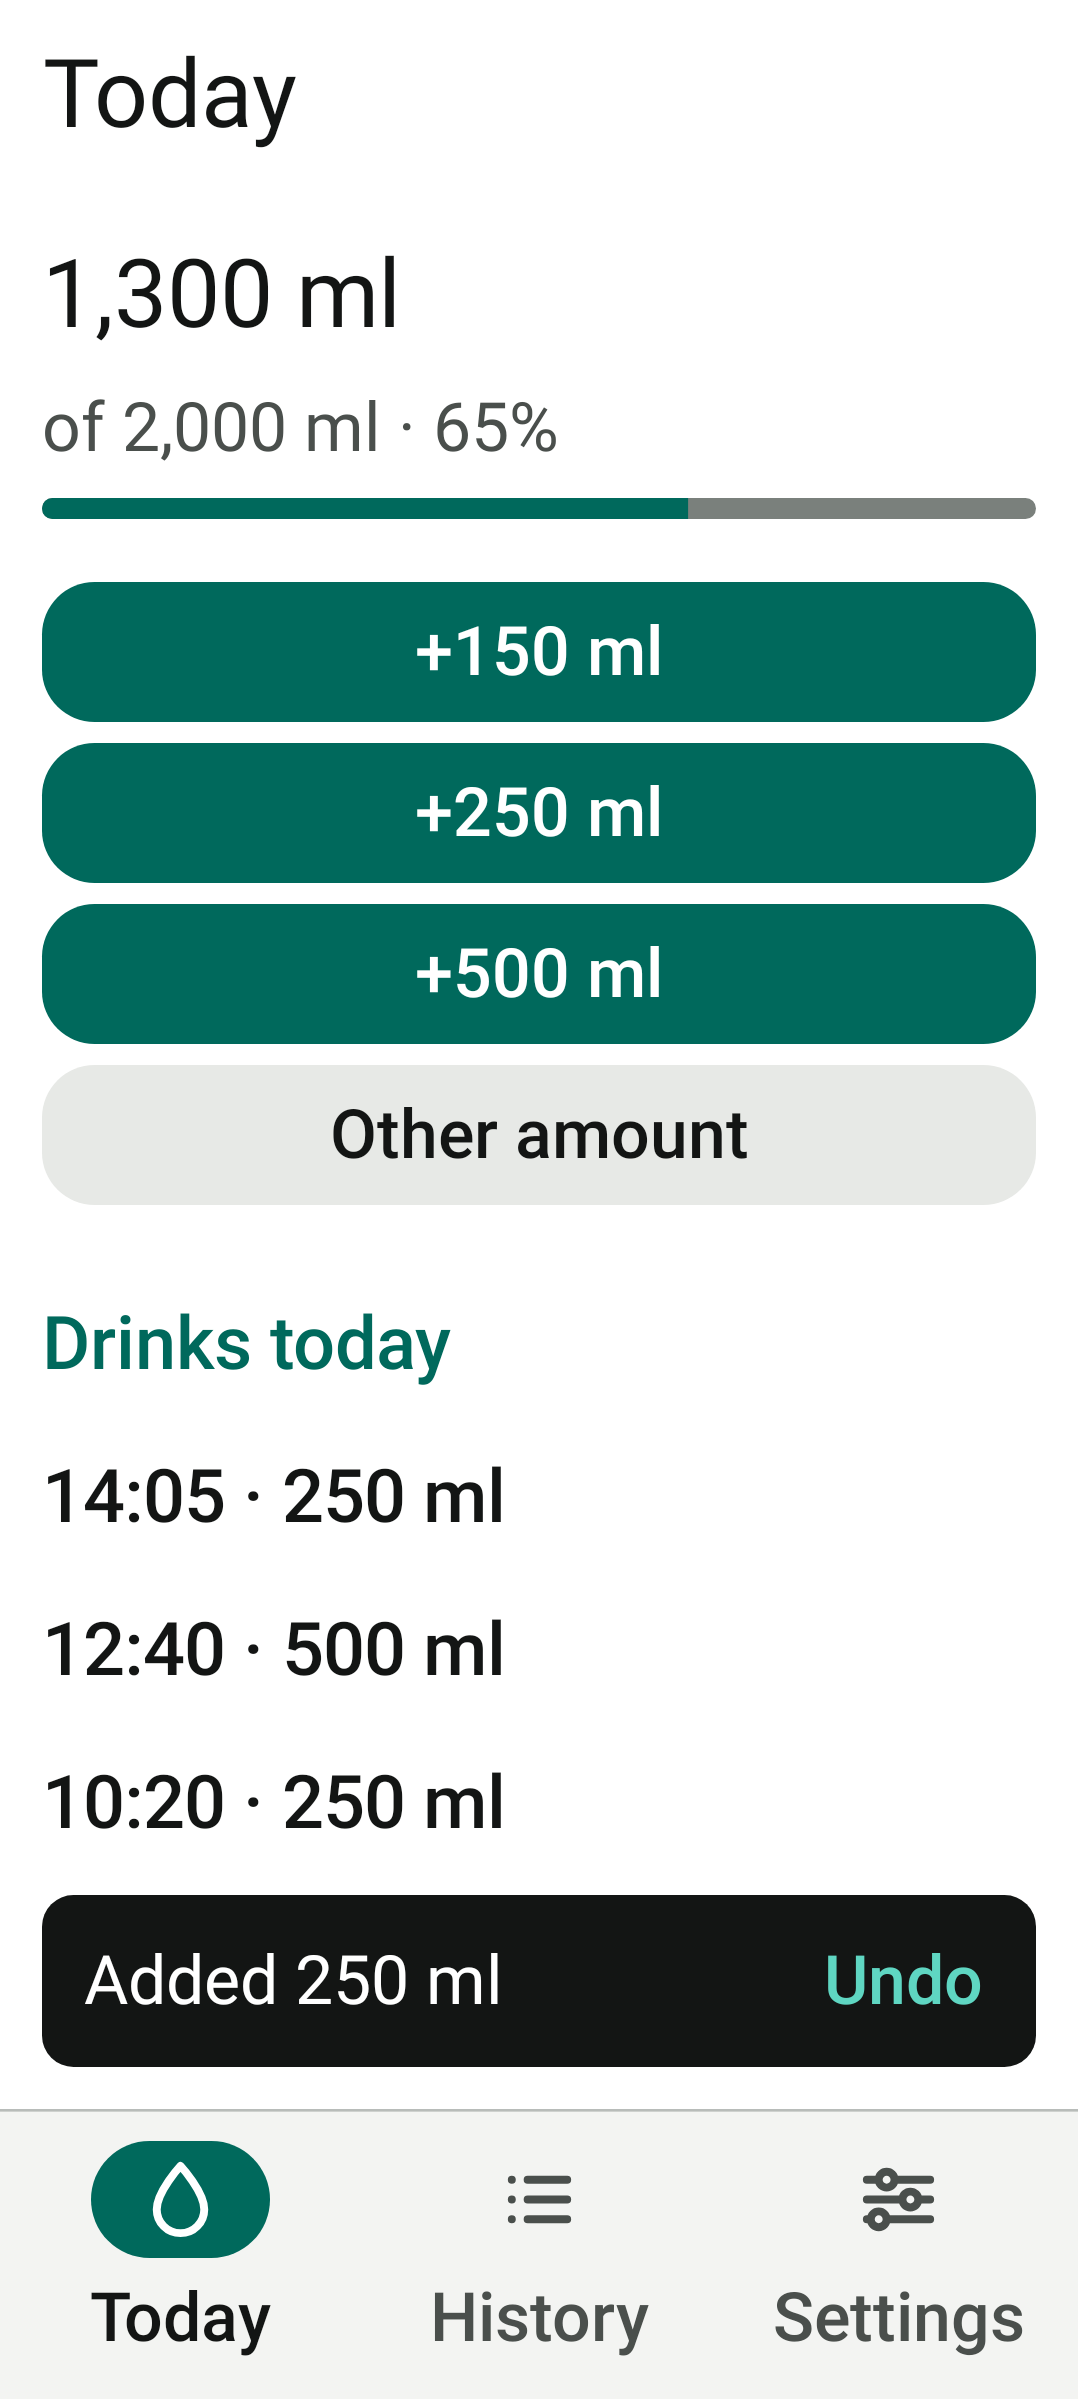 Today
1,300 ml
of 2,000 ml · 65%
+150 ml
+250 ml
+500 ml
Other amount
Drinks today
14:05 · 250 ml
12:40 · 500 ml
10:20 · 250 ml
Added 250 ml Undo
Today History Settings